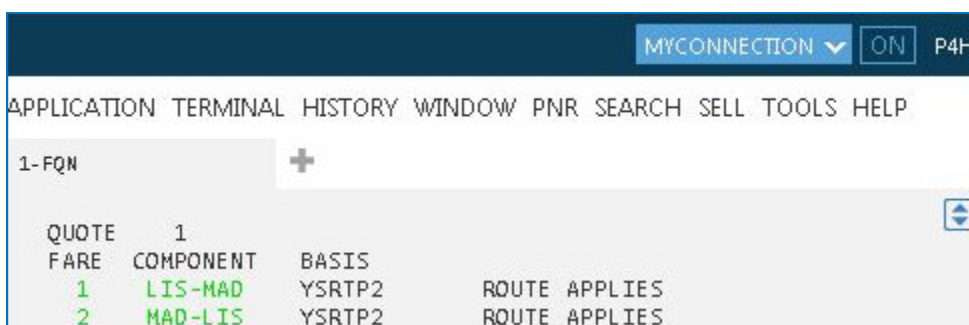 MYCONNECTION ON P4H
APPLICATION TERMINAL HISTORY WINDOW PNR SEARCH SELL TOOLS HELP
1-FQN
QUOTE 1
FARE COMPONENT BASIS
1 LIS-MAD YSRTP2 ROUTE APPLIES
2 MAD-LIS YSRTP2 ROUTE APPLIES